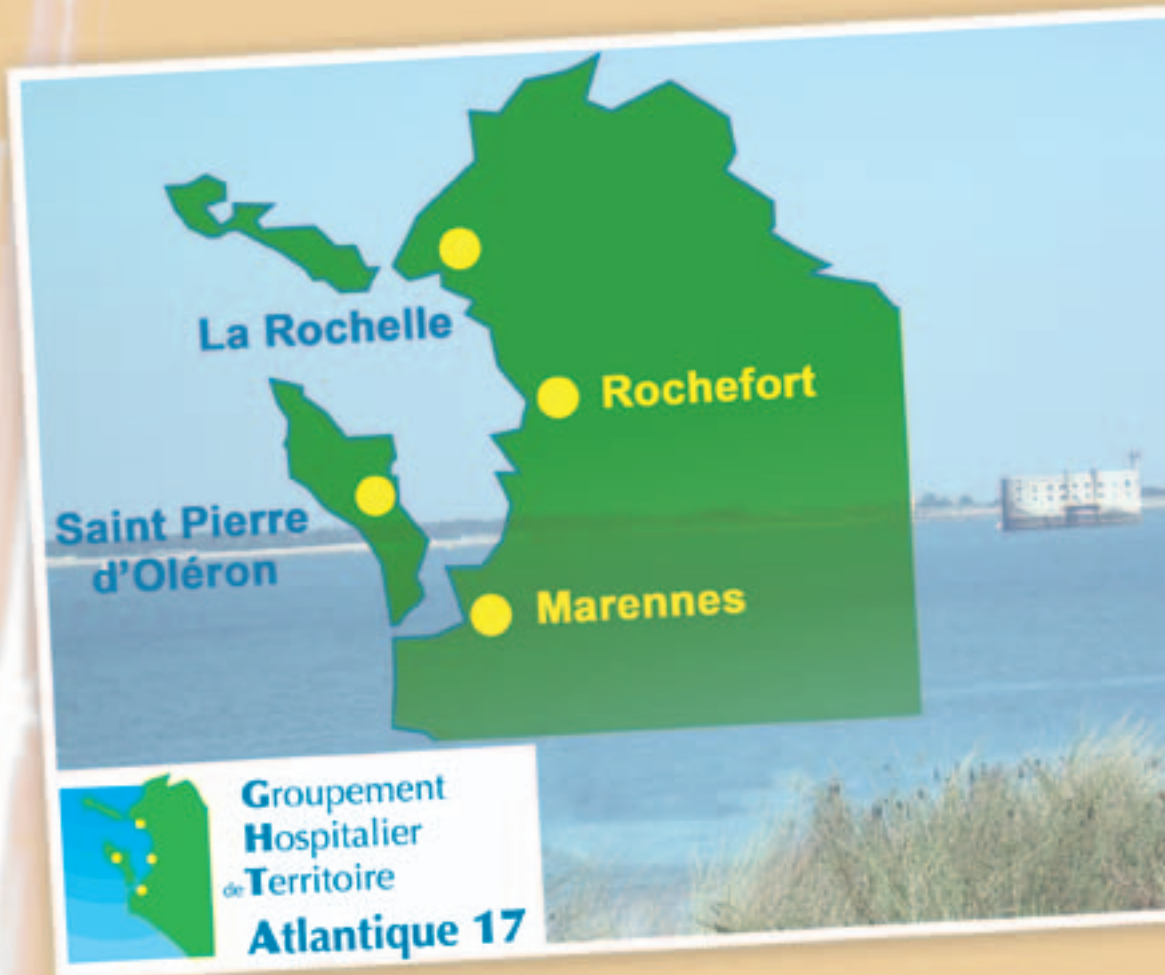 La Rochelle
Rochefort
Saint Pierre
d'Oléron
Marennes
Groupement
Hospitalier
de Territoire
Atlantique 17